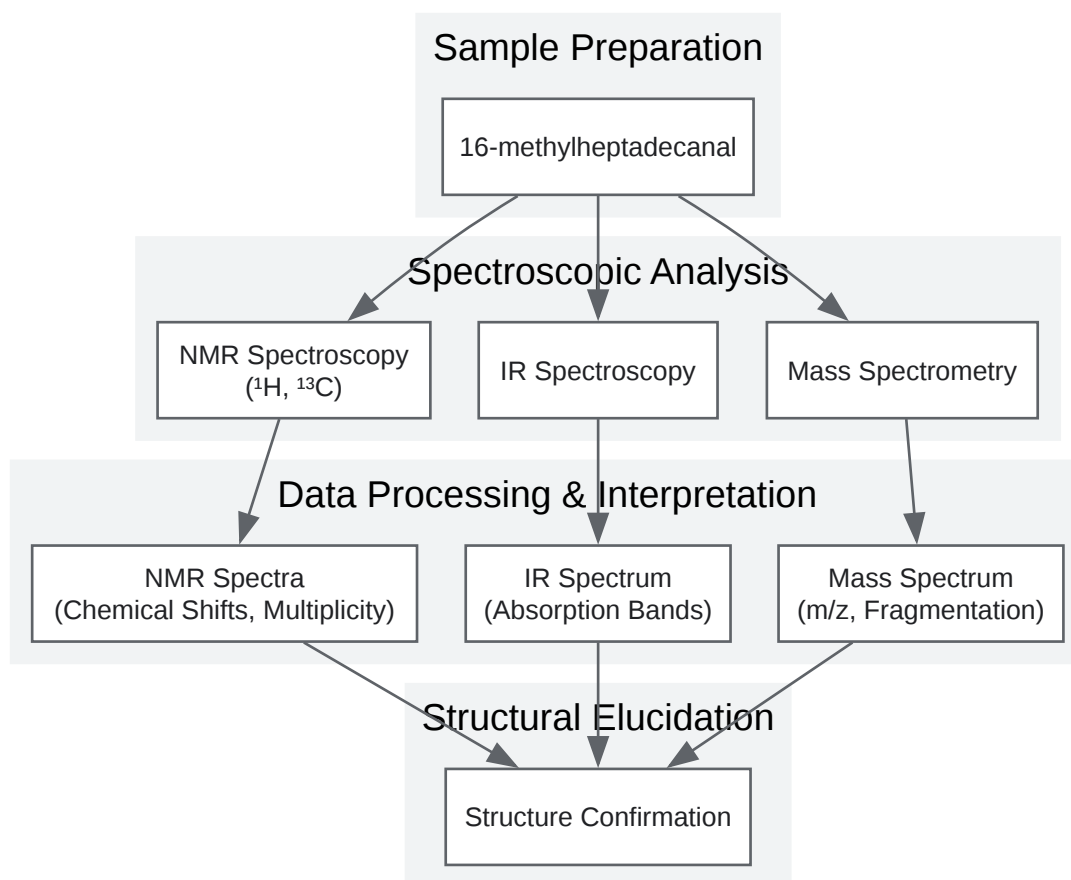 Sample Preparation
16-methylheptadecanal
Spectroscopic Analysis
NMR Spectroscopy
(¹H, ¹³C)
IR Spectroscopy
Mass Spectrometry
Data Processing & Interpretation
NMR Spectra
(Chemical Shifts, Multiplicity)
IR Spectrum
(Absorption Bands)
Mass Spectrum
(m/z, Fragmentation)
Structural Elucidation
Structure Confirmation